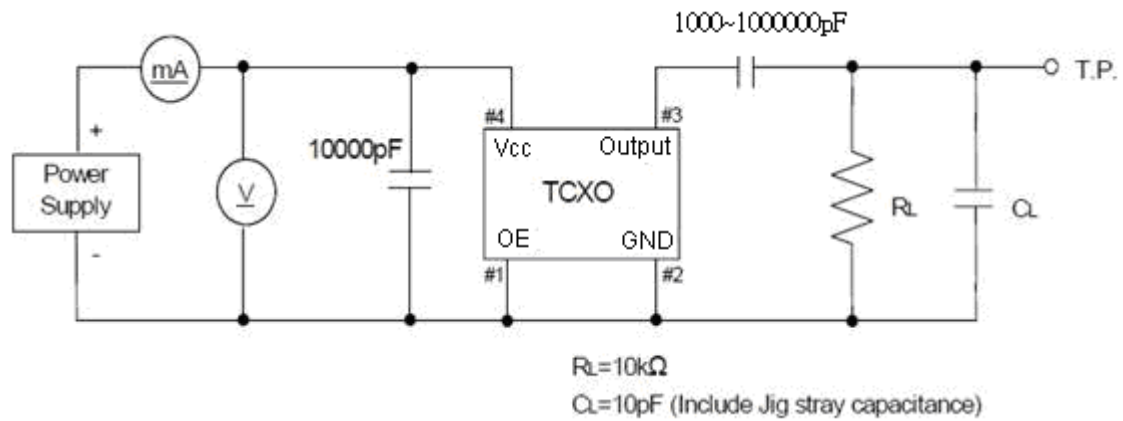 1000~1000000pF
mA
T.P.
+
#4
#3
10000pF
Vcc
Output
Power
Supply
V
TCXO
RL
CL
OE
GND
-
#1
#2
RL=10kΩ
CL=10pF (Include Jig stray capacitance)